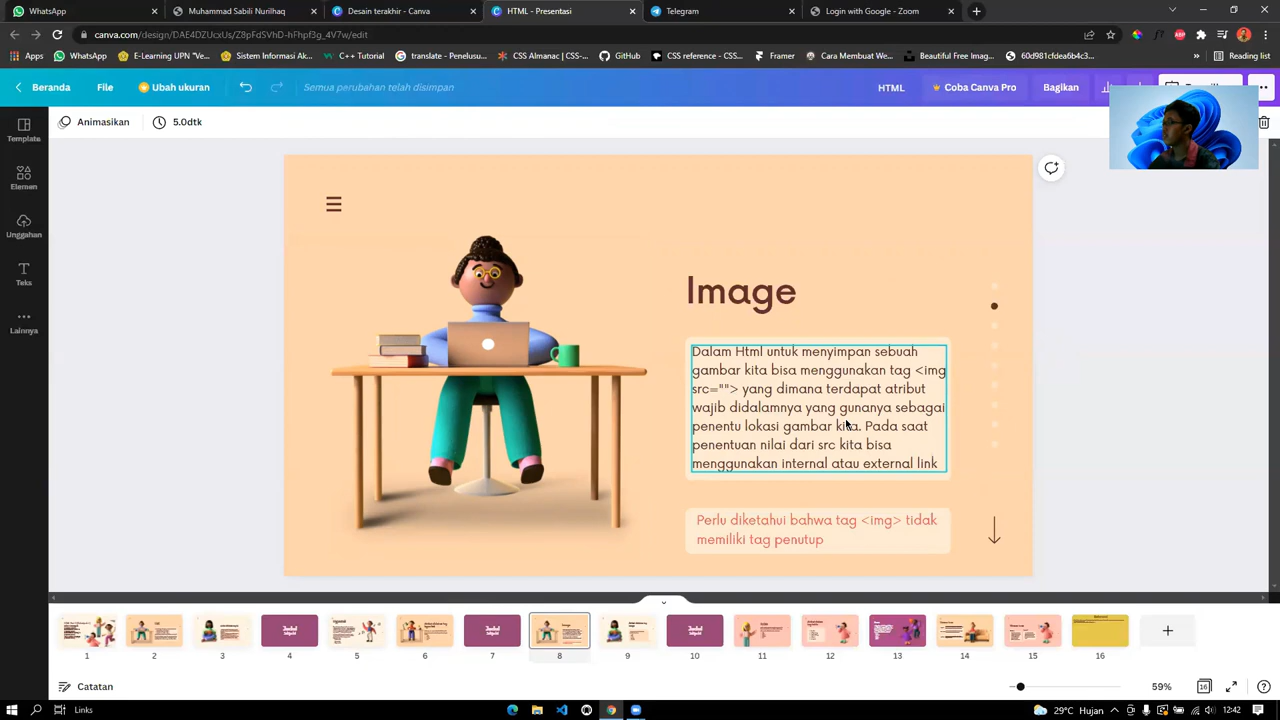 WhatsApp
Muhammad Sabili Nurilhaq
Desain terakhir - Canva
HTML - Presentasi
Telegram
Login with Google - Zoom
canva.com/design/DAE4DZUcxUs/Z8pFdSVhD-hFhpf3g_4V7w/edit
Apps
WhatsApp
E-Learning UPN "Ve...
Sistem Informasi Ak...
C++ Tutorial
translate - Penelusu...
CSS Almanac | CSS-...
GitHub
CSS reference - CSS...
Framer
Cara Membuat We...
Beautiful Free Imag...
60d981cfdea6b4c3...
Beranda
File
Ubah ukuran
Semua perubahan telah disimpan
HTML
Coba Canva Pro
Bagikan
Animasikan
5.0dtk
Template
Elemen
Unggahan
Teks
Lainnya
Image
Dalam Html untuk menyimpan sebuah
gambar kita bisa menggunakan tag <img
src=""> yang dimana terdapat atribut
wajib didalamnya yang gunanya sebagai
penentu lokasi gambar kita. Pada saat
penentuan nilai dari src kita bisa
menggunakan internal atau external link
Perlu diketahui bahwa tag <img> tidak
memiliki tag penutup
1 2 3 4 5 6 7 8 9 10 11 12 13 14 15 16
Catatan
59%
16
Links
29°C Hujan
12:42